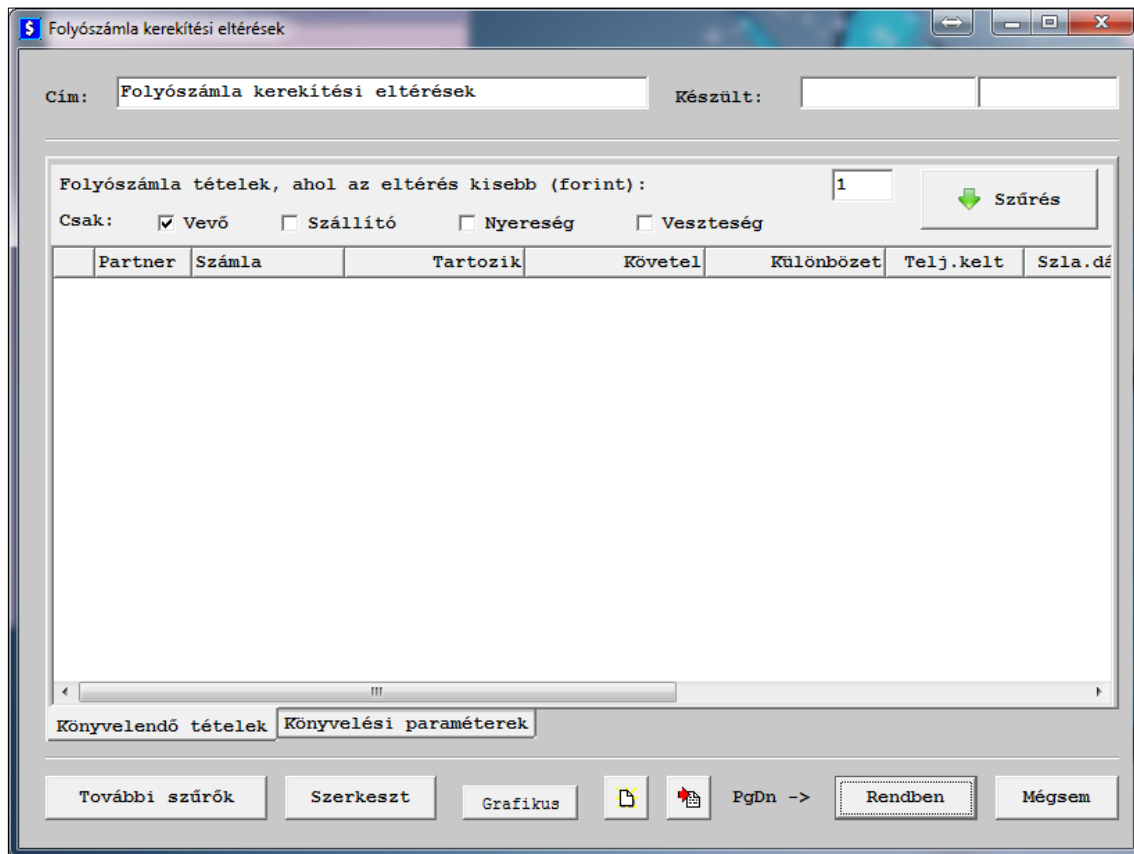 Folyószámla kerekítési eltérések
Cím: Folyószámla kerekítési eltérések Készült:
Folyószámla tételek, ahol az eltérés kisebb (forint): 1 Szűrés
Csak: Vevő Szállító Nyereség Veszteség
Partner Számla Tartozik Követel Különbözet Telj.kelt Szla.dá
Könyvelendő tételek Könyvelési paraméterek
További szűrők Szerkeszt Grafikus PgDn -> Rendben Mégsem